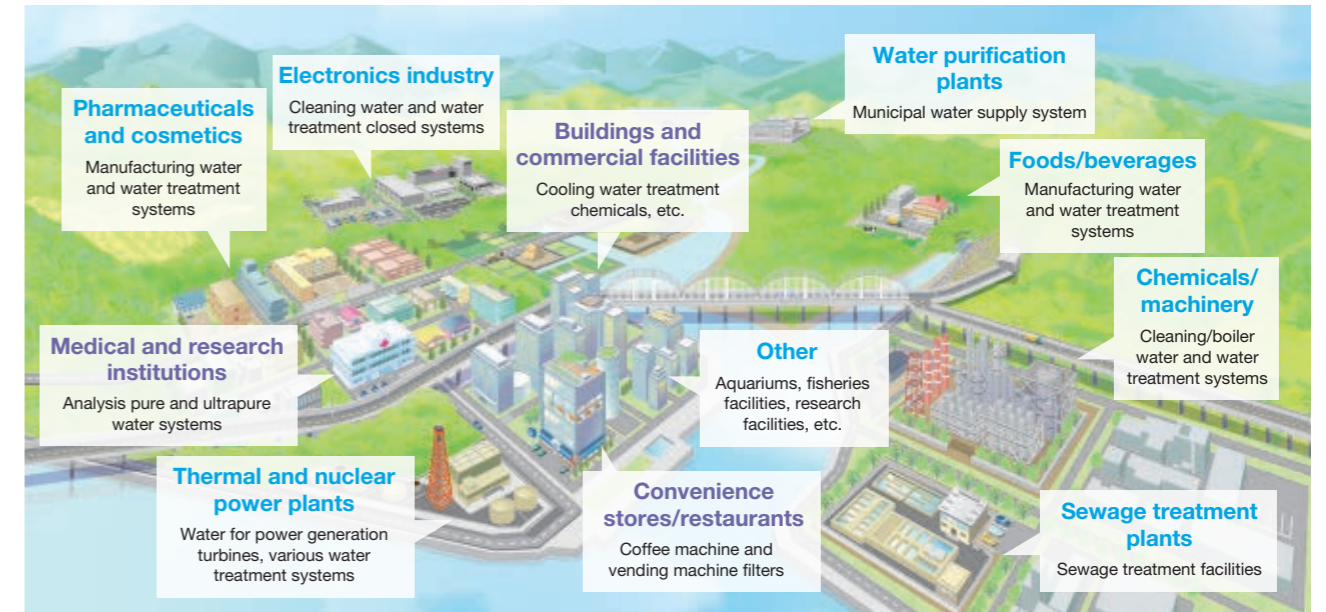 Electronics industry
Cleaning water and water
treatment closed systems
Water purification
plants
Municipal water supply system
Pharmaceuticals
and cosmetics
Manufacturing water
and water treatment
systems
Buildings and
commercial facilities
Cooling water treatment
chemicals, etc.
Foods/beverages
Manufacturing water
and water treatment
systems
Chemicals/
machinery
Cleaning/boiler
water and water
treatment systems
Medical and research
institutions
Analysis pure and ultrapure
water systems
Other
Aquariums, fisheries
facilities, research
facilities, etc.
Thermal and nuclear
power plants
Water for power generation
turbines, various water
treatment systems
Convenience
stores/restaurants
Coffee machine and
vending machine filters
Sewage treatment
plants
Sewage treatment facilities